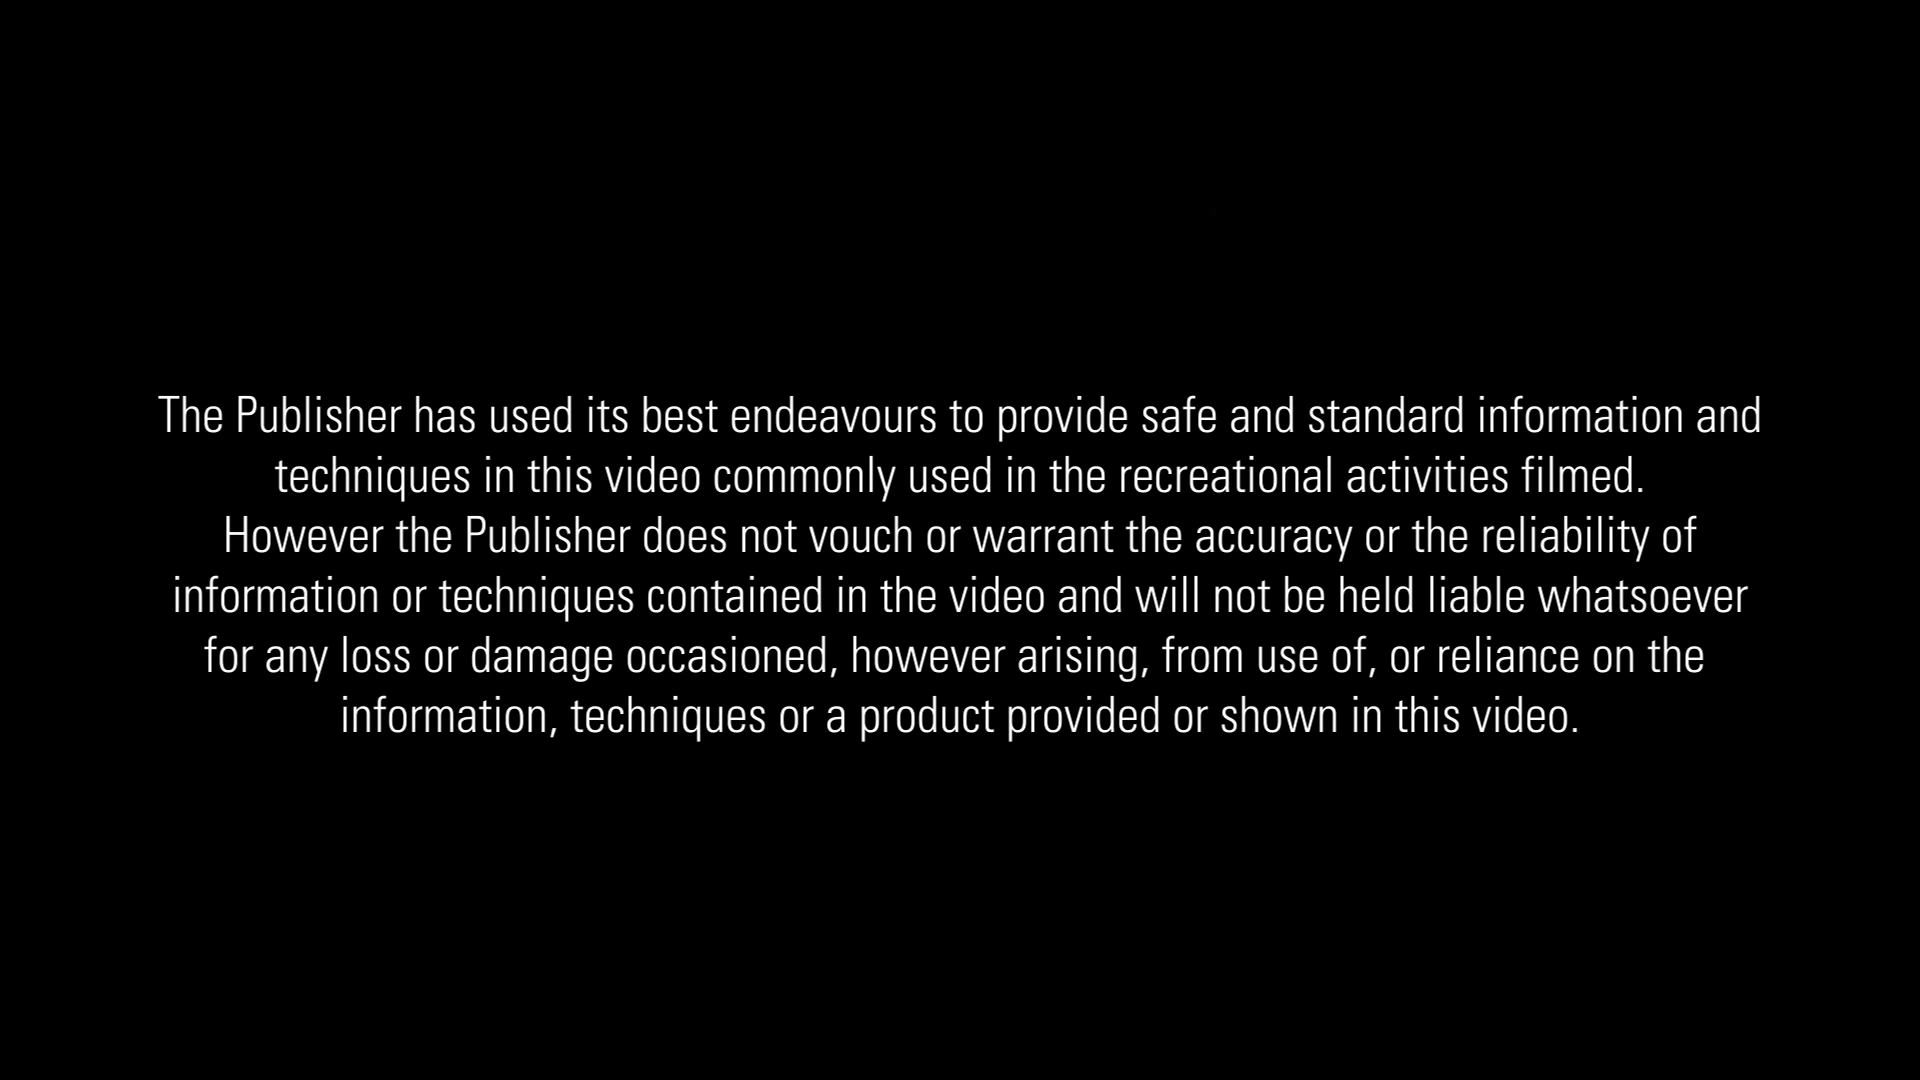 The Publisher has used its best endeavours to provide safe and standard information and
techniques in this video commonly used in the recreational activities filmed.
However the Publisher does not vouch or warrant the accuracy or the reliability of
information or techniques contained in the video and will not be held liable whatsoever
for any loss or damage occasioned, however arising, from use of, or reliance on the
information, techniques or a product provided or shown in this video.